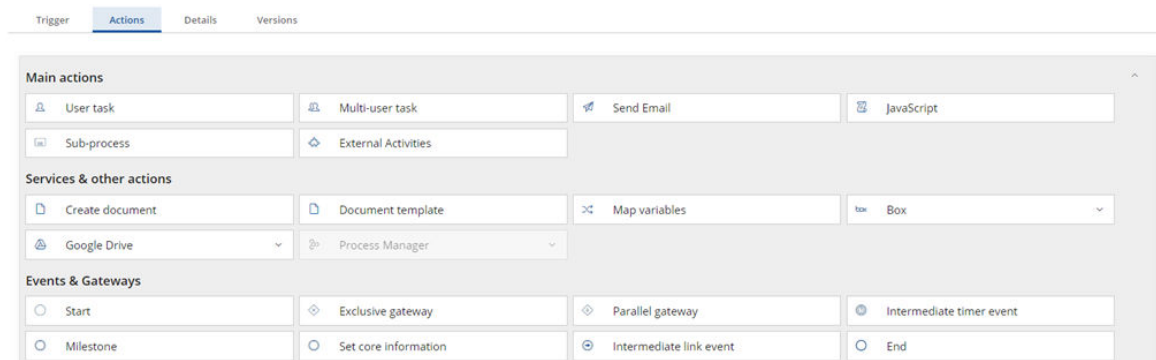 Trigger Actions Details Versions
Main actions
User task Multi-user task Send Email JavaScript
Sub-process External Activities
Services & other actions
Create document Document template Map variables box Box
Google Drive Process Manager
Events & Gateways
Start Exclusive gateway Parallel gateway Intermediate timer event
Milestone Set core information Intermediate link event End